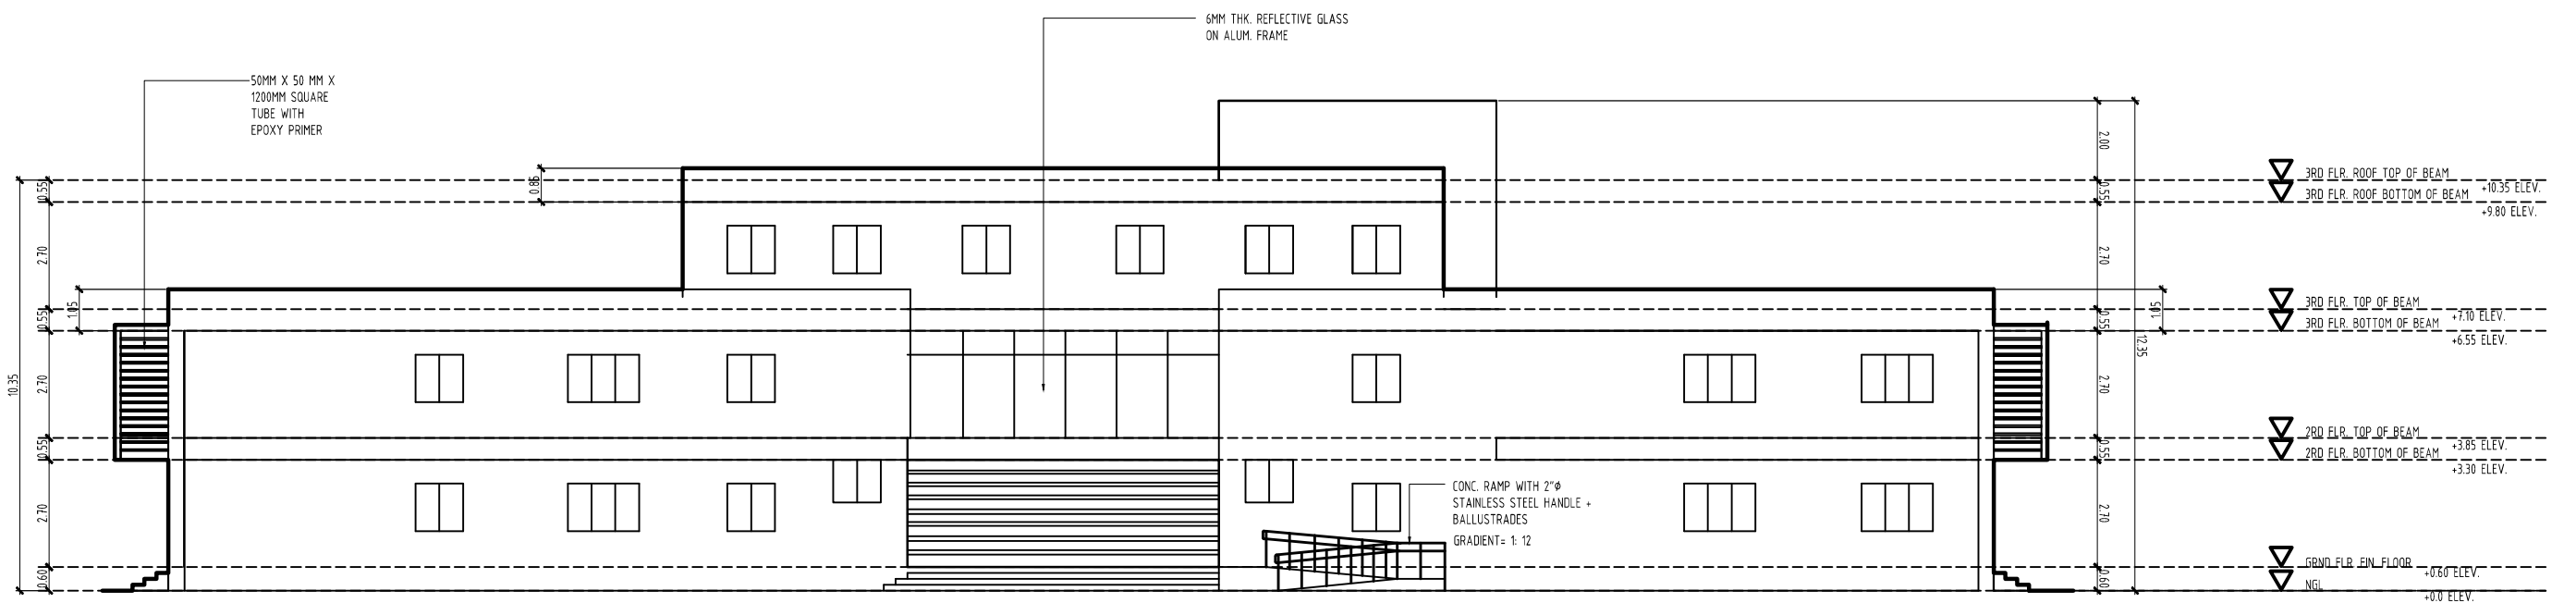 6MM THK. REFLECTIVE GLASS
ON ALUM. FRAME
50MM X 50 MM X
1200MM SQUARE
TUBE WITH
EPOXY PRIMER
2.00
0.55
0.85
0.55
3RD FLR. ROOF TOP OF BEAM
+10.35 ELEV.
3RD FLR. ROOF BOTTOM OF BEAM
+9.80 ELEV.
2.70
2.70
1.05
0.55
0.55
1.05
3RD FLR. TOP OF BEAM
+7.10 ELEV.
3RD FLR. BOTTOM OF BEAM
+6.55 ELEV.
10.35
2.70
2.70
12.35
0.55
0.55
2RD FLR. TOP OF BEAM
+3.85 ELEV.
2RD FLR. BOTTOM OF BEAM
+3.30 ELEV.
2.70
2.70
CONC. RAMP WITH 2"Ø
STAINLESS STEEL HANDLE +
BALLUSTRADES
GRADIENT= 1: 12
0.60
0.60
GRND FLR FIN. FLOOR
+0.60 ELEV.
NGL
+0.0 ELEV.